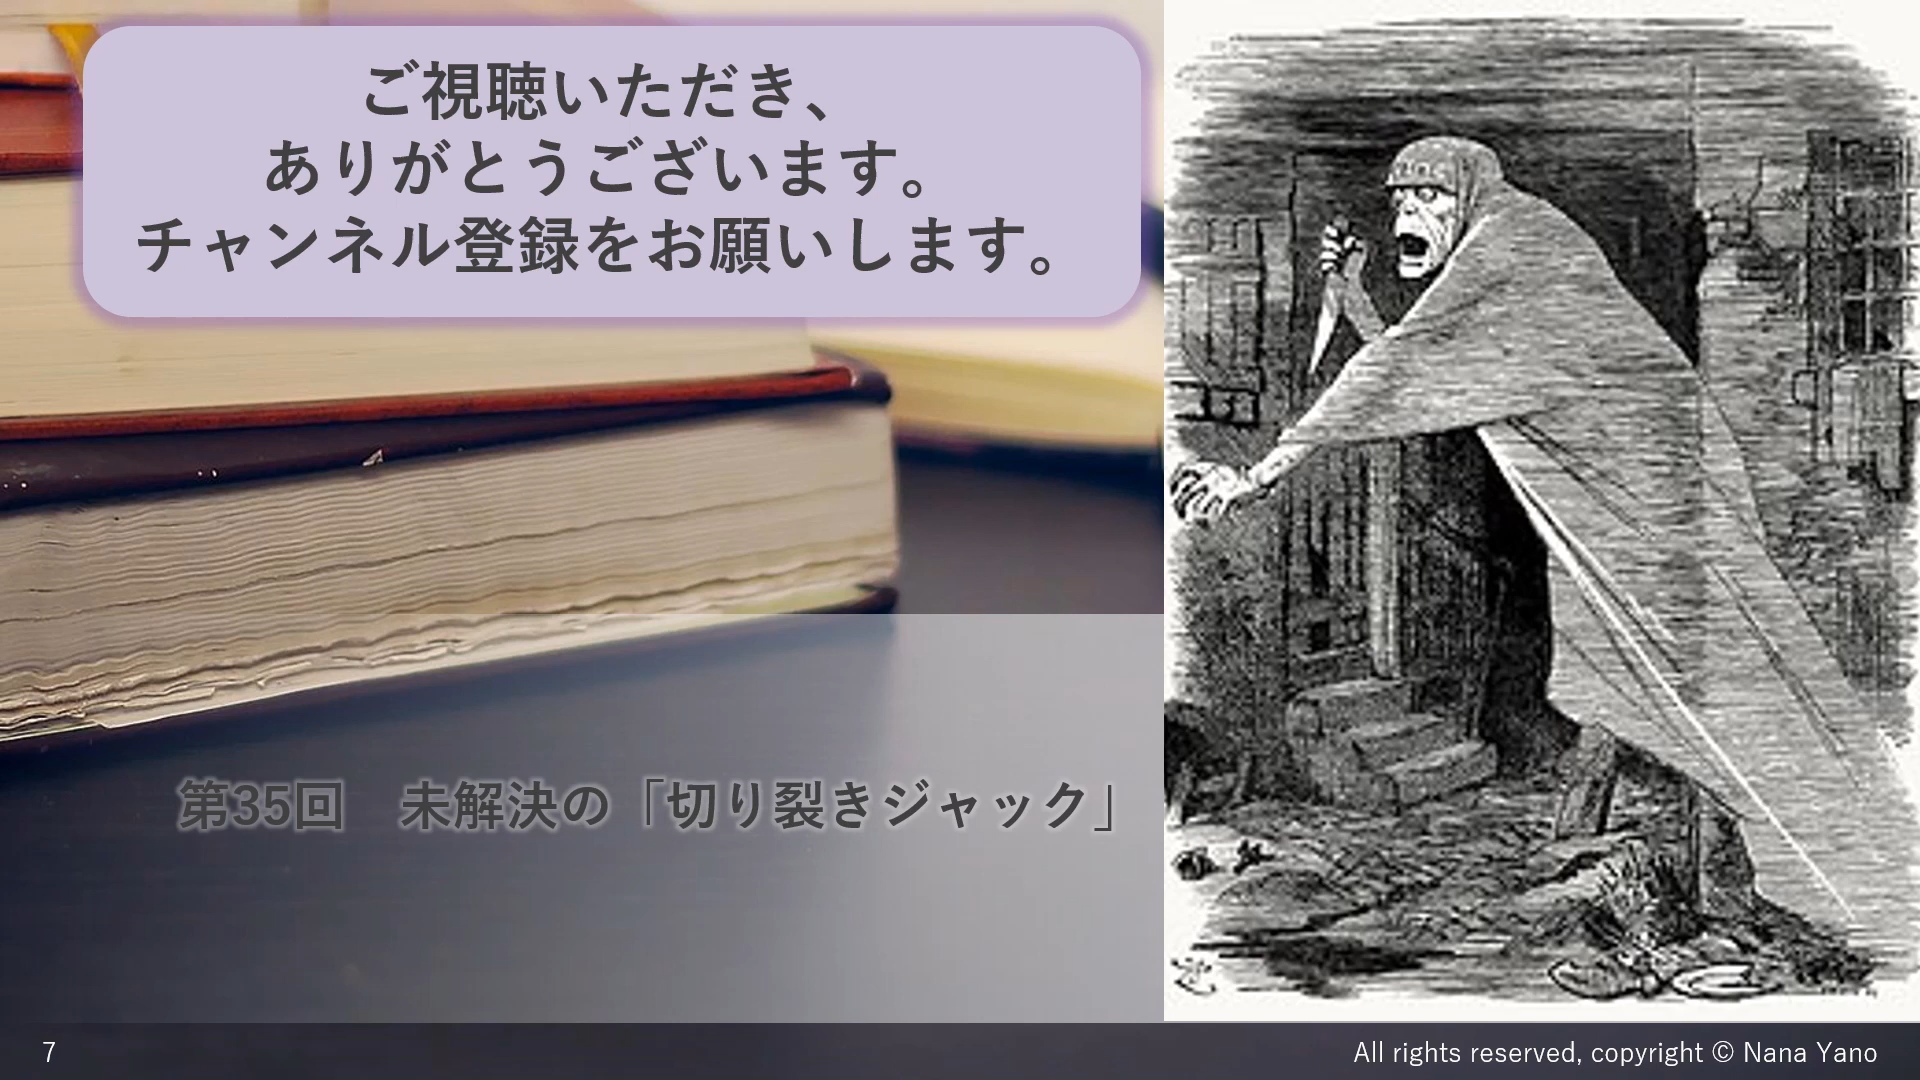 ご視聴いただき、
ありがとうございます。
チャンネル登録をお願いします。
第35回　未解決の「切り裂きジャック」
7
All rights reserved, copyright © Nana Yano